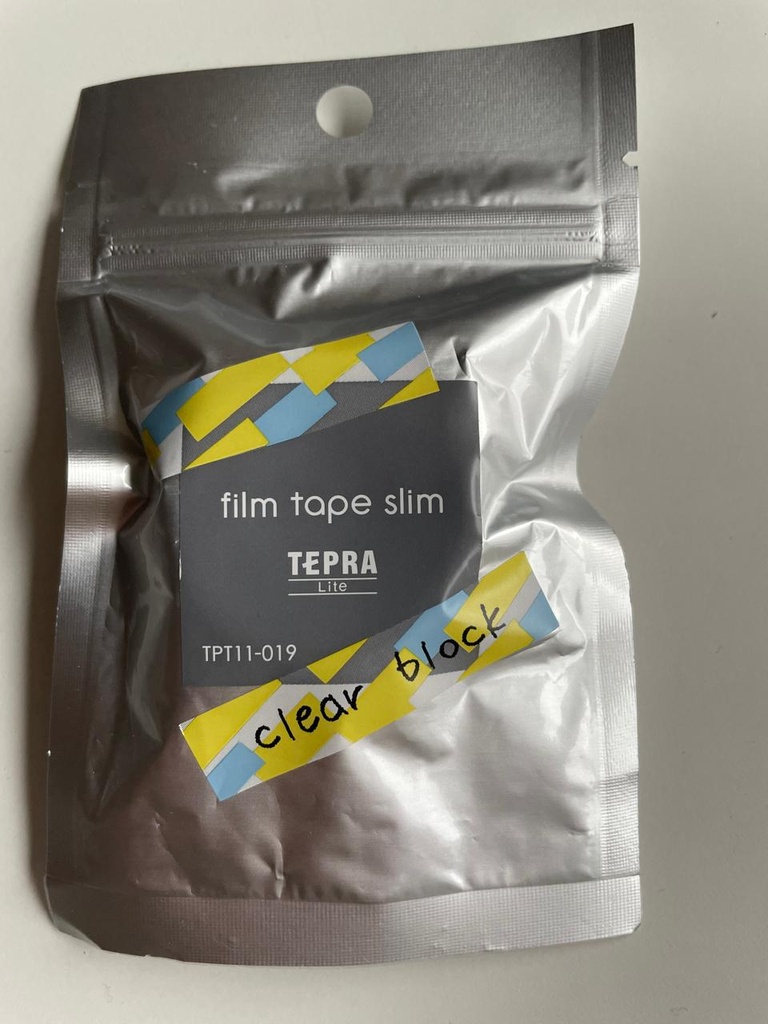 film tape slim
TEPRA
Lite
TPT11-019
clear block